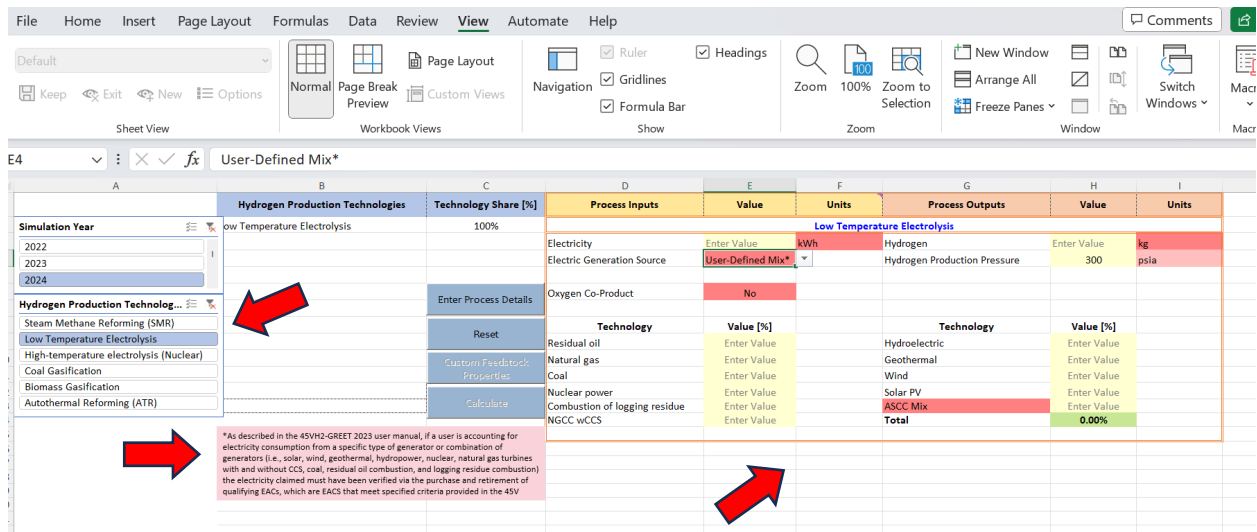 File Home Insert Page Layout Formulas Data Review View Automate Help Comments
Default
Keep Exit New Options
Sheet View
Normal Page Break Preview Page Layout Custom Views
Workbook Views
Navigation Ruler Gridlines Formula Bar Headings
Show
Zoom 100% Zoom to Selection
100
Zoom
New Window
Arrange All
Freeze Panes
Switch Windows
Window
E4 fx User-Defined Mix*
A B C D E F G H I
Hydrogen Production Technologies Technology Share [%] Process Inputs Value Units Process Outputs Value Units
Simulation Year
2022
2023
2024
Hydrogen Production Technolog...
Steam Methane Reforming (SMR)
Low Temperature Electrolysis
High-temperature electrolysis (Nuclear)
Coal Gasification
Biomass Gasification
Autothermal Reforming (ATR)
ow Temperature Electrolysis 100%
Enter Process Details
Reset
Custom Feedstock Properties
Calculate
Low Temperature Electrolysis
Electricity Enter Value kWh Hydrogen Enter Value kg
Electric Generation Source User-Defined Mix* Hydrogen Production Pressure 300 psia
Oxygen Co-Product No
Technology Value [%] Technology Value [%]
Residual oil Enter Value Hydroelectric Enter Value
Natural gas Enter Value Geothermal Enter Value
Coal Enter Value Wind Enter Value
Nuclear power Enter Value Solar PV Enter Value
Combustion of logging residue Enter Value ASCC Mix Enter Value
NGCC wCCS Enter Value Total 0.00%
*As described in the 45VH2-GREET 2023 user manual, if a user is accounting for
electricity consumption from a specific type of generator or combination of
generators (i.e., solar, wind, geothermal, hydropower, nuclear, natural gas turbines
with and without CCS, coal, residual oil combustion, and logging residue combustion)
the electricity claimed must have been verified via the purchase and retirement of
qualifying EACs, which are EACS that meet specified criteria provided in the 45V